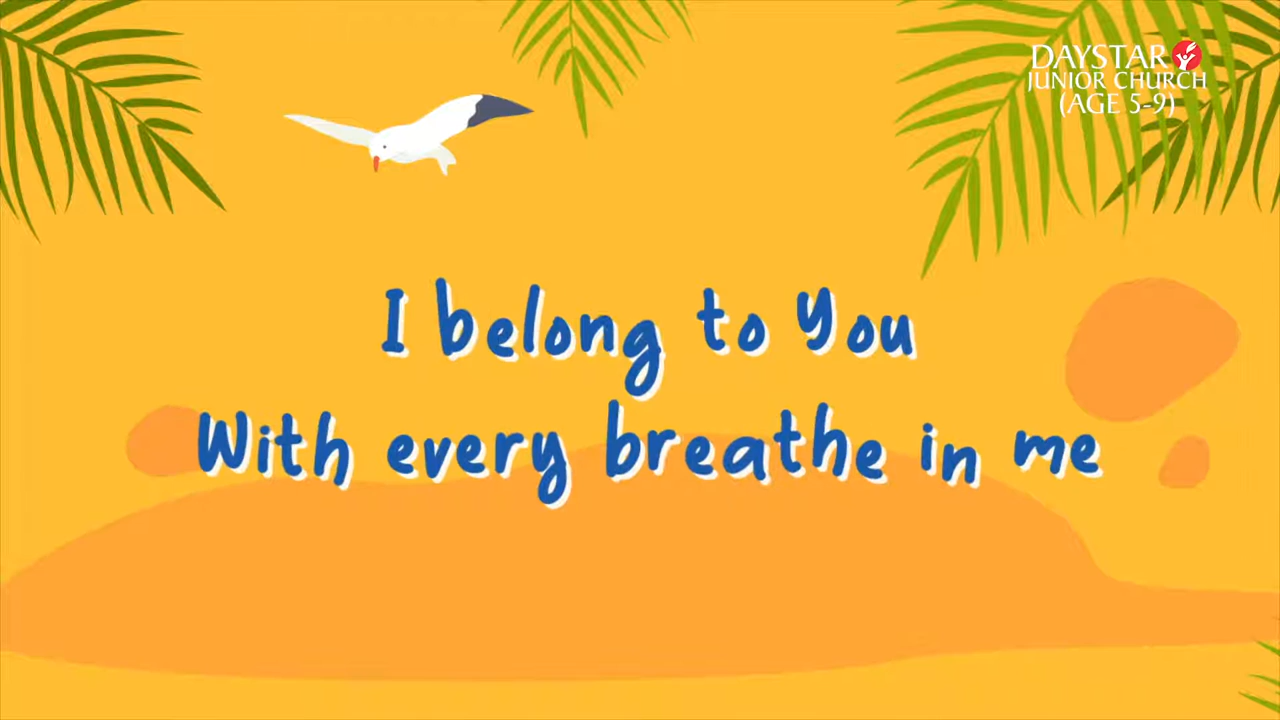 DAYSTAR
JUNIOR CHURCH
(AGE 5-9)
I belong to You
With every breathe in me